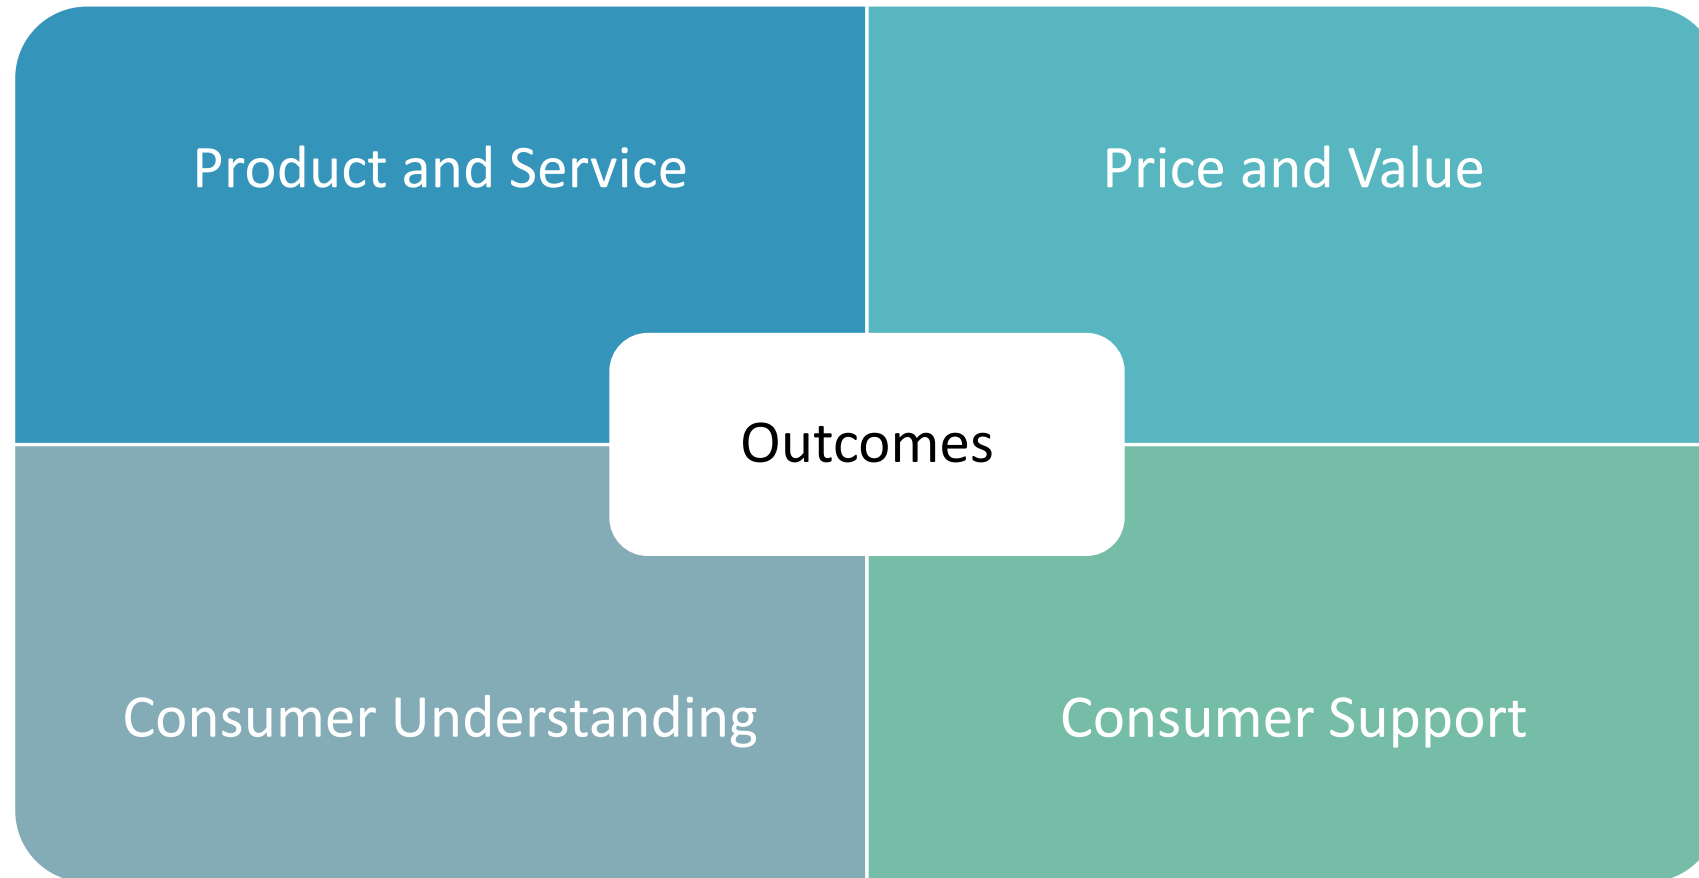 Product and Service
Price and Value
Outcomes
Consumer Understanding
Consumer Support